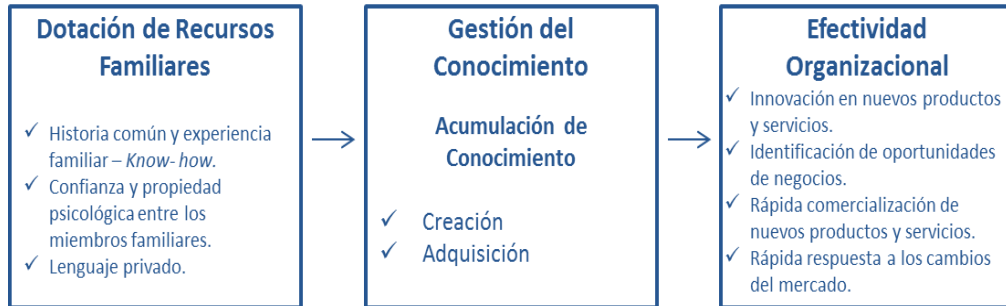 Dotación de Recursos
Familiares
✓ Historia común y experiencia
familiar – Know- how.
✓ Confianza y propiedad
psicológica entre los
miembros familiares.
✓ Lenguaje privado.
Gestión del
Conocimiento
Acumulación de
Conocimiento
✓ Creación
✓ Adquisición
Efectividad
Organizacional
✓ Innovación en nuevos productos
y servicios.
✓ Identificación de oportunidades
de negocios.
✓ Rápida comercialización de
nuevos productos y servicios.
✓ Rápida respuesta a los cambios
del mercado.